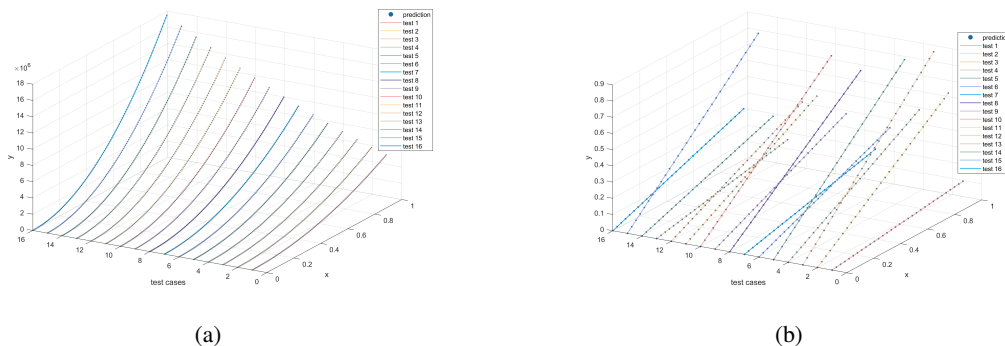 ×10⁶
18
16
14
12
10
8
6
4
2
0
y
16
14
12
10
8
6
4
2
0
test cases
0
0.2
0.4
0.6
0.8
1
x
prediction
test 1
test 2
test 3
test 4
test 5
test 6
test 7
test 8
test 9
test 10
test 11
test 12
test 13
test 14
test 15
test 16
(a)
0.9
0.8
0.7
0.6
0.5
0.4
0.3
0.2
0.1
0
y
16
14
12
10
8
6
4
2
0
test cases
0
0.2
0.4
0.6
0.8
1
x
prediction
test 1
test 2
test 3
test 4
test 5
test 6
test 7
test 8
test 9
test 10
test 11
test 12
test 13
test 14
test 15
test 16
(b)